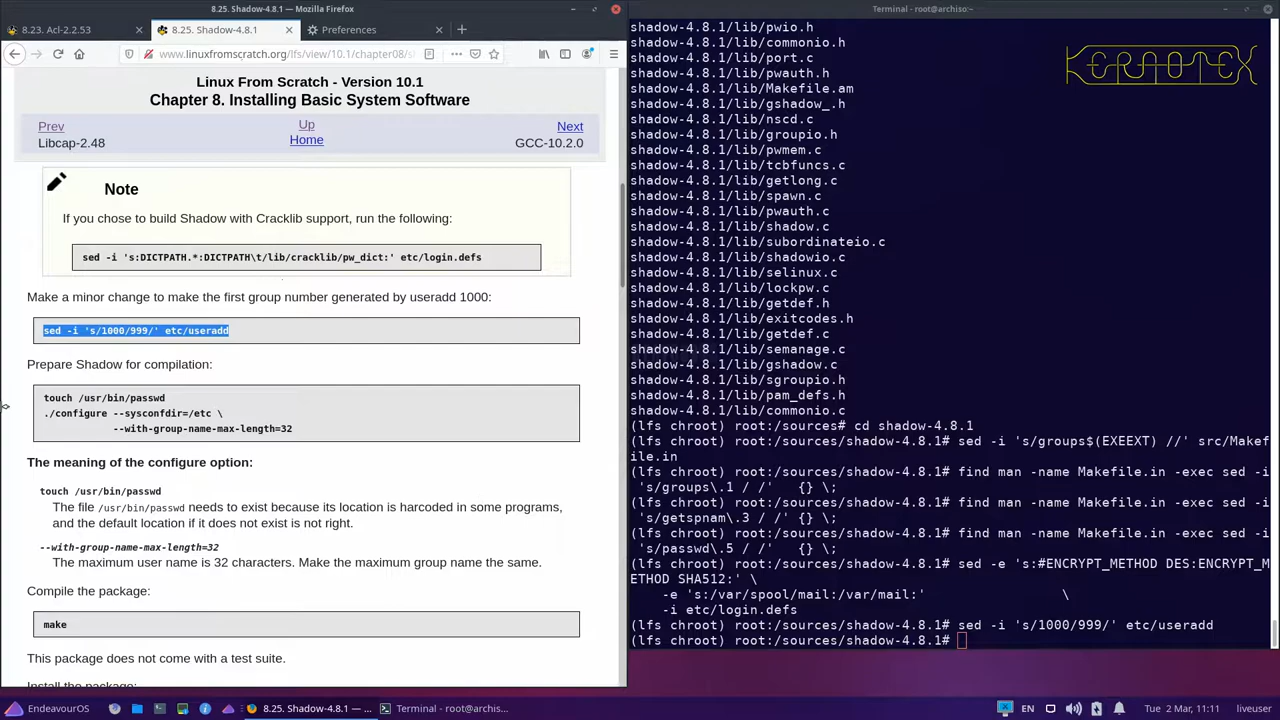 8.25. Shadow-4.8.1 — Mozilla Firefox
8.23. Acl-2.2.53
8.25. Shadow-4.8.1
Preferences
www.linuxfromscratch.org/lfs/view/10.1/chapter08/s
Linux From Scratch - Version 10.1
Chapter 8. Installing Basic System Software
Prev
Up
Next
Libcap-2.48
Home
GCC-10.2.0
Note
If you chose to build Shadow with Cracklib support, run the following:
sed -i 's:DICTPATH.*:DICTPATH\t/lib/cracklib/pw_dict:' etc/login.defs
Make a minor change to make the first group number generated by useradd 1000:
sed -i 's/1000/999/' etc/useradd
Prepare Shadow for compilation:
touch /usr/bin/passwd
./configure --sysconfdir=/etc \
--with-group-name-max-length=32
The meaning of the configure option:
touch /usr/bin/passwd
The file /usr/bin/passwd needs to exist because its location is harcoded in some programs,
and the default location if it does not exist is not right.
--with-group-name-max-length=32
The maximum user name is 32 characters. Make the maximum group name the same.
Compile the package:
make
This package does not come with a test suite.
Install the package:
Terminal - root@archiso:~
KERNOTEX
shadow-4.8.1/lib/pwio.h
shadow-4.8.1/lib/commonio.h
shadow-4.8.1/lib/port.c
shadow-4.8.1/lib/pwauth.h
shadow-4.8.1/lib/Makefile.am
shadow-4.8.1/lib/gshadow_.h
shadow-4.8.1/lib/nscd.c
shadow-4.8.1/lib/groupio.h
shadow-4.8.1/lib/pwmem.c
shadow-4.8.1/lib/tcbfuncs.c
shadow-4.8.1/lib/getlong.c
shadow-4.8.1/lib/spawn.c
shadow-4.8.1/lib/pwauth.c
shadow-4.8.1/lib/shadow.c
shadow-4.8.1/lib/subordinateio.c
shadow-4.8.1/lib/shadowio.c
shadow-4.8.1/lib/selinux.c
shadow-4.8.1/lib/lockpw.c
shadow-4.8.1/lib/getdef.h
shadow-4.8.1/lib/exitcodes.h
shadow-4.8.1/lib/getdef.c
shadow-4.8.1/lib/semanage.c
shadow-4.8.1/lib/gshadow.c
shadow-4.8.1/lib/sgroupio.h
shadow-4.8.1/lib/pam_defs.h
shadow-4.8.1/lib/commonio.c
(lfs chroot) root:/sources# cd shadow-4.8.1
(lfs chroot) root:/sources/shadow-4.8.1# sed -i 's/groups$(EXEEXT) //' src/Makef
ile.in
(lfs chroot) root:/sources/shadow-4.8.1# find man -name Makefile.in -exec sed -i
's/groups\.1 / /'   {} \;
(lfs chroot) root:/sources/shadow-4.8.1# find man -name Makefile.in -exec sed -i
's/getspnam\.3 / /' {} \;
(lfs chroot) root:/sources/shadow-4.8.1# find man -name Makefile.in -exec sed -i
's/passwd\.5 / /'   {} \;
(lfs chroot) root:/sources/shadow-4.8.1# sed -e 's:#ENCRYPT_METHOD DES:ENCRYPT_M
ETHOD SHA512:' \
-e 's:/var/spool/mail:/var/mail:'                 \
-i etc/login.defs
(lfs chroot) root:/sources/shadow-4.8.1# sed -i 's/1000/999/' etc/useradd
(lfs chroot) root:/sources/shadow-4.8.1#
EndeavourOS
8.25. Shadow-4.8.1 — ...
Terminal - root@archis...
EN
Tue 2 Mar, 11:11
liveuser